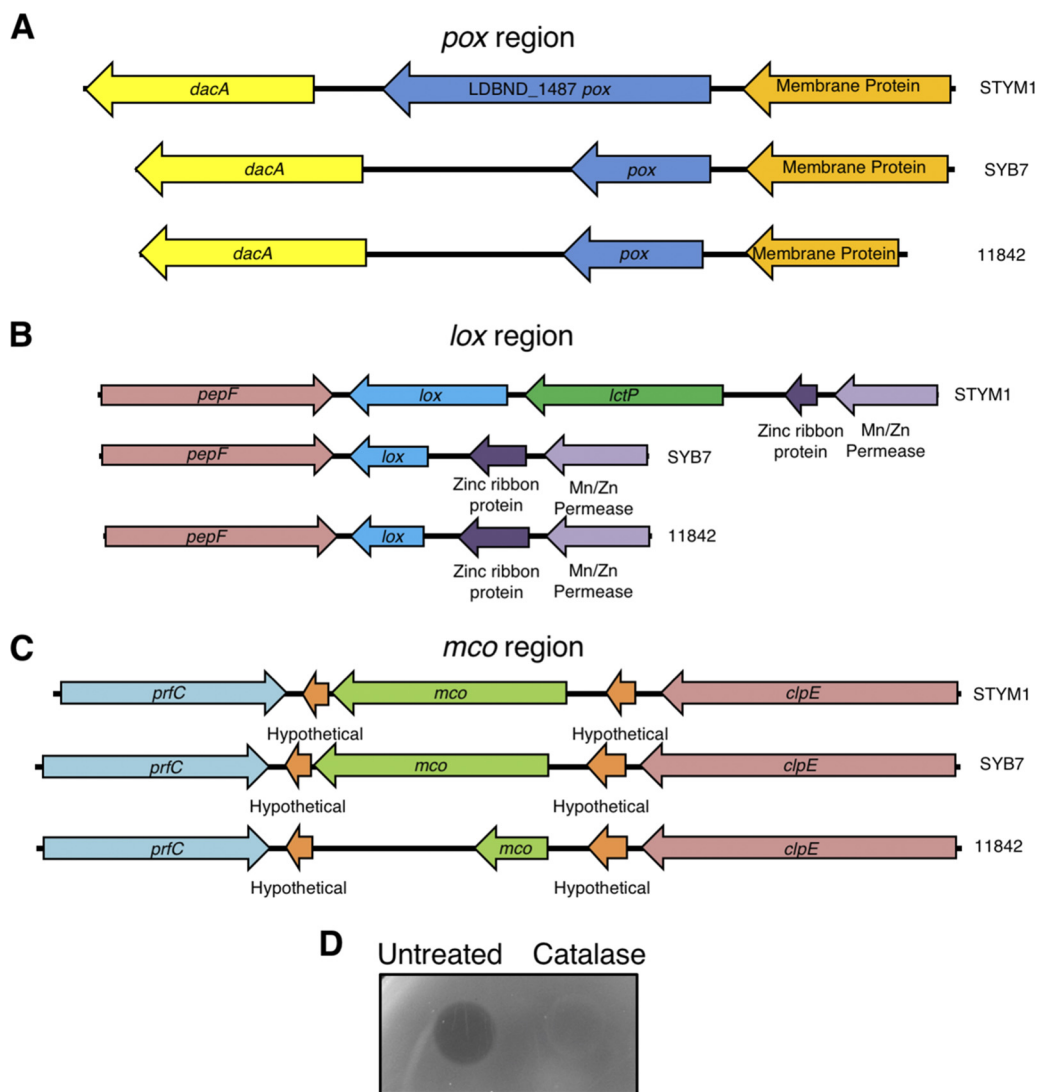 A
pox region
dacA
LDBND_1487 pox
Membrane Protein
STYM1
dacA
pox
Membrane Protein
SYB7
dacA
pox
Membrane Protein
11842
B
lox region
pepF
lox
lctP
STYM1
Zinc ribbon
protein
Mn/Zn
Permease
pepF
lox
SYB7
Zinc ribbon
protein
Mn/Zn
Permease
pepF
lox
11842
Zinc ribbon
protein
Mn/Zn
Permease
C
mco region
prfC
mco
clpE
STYM1
Hypothetical
Hypothetical
prfC
mco
clpE
SYB7
Hypothetical
Hypothetical
prfC
mco
clpE
11842
Hypothetical
Hypothetical
D
Untreated
Catalase